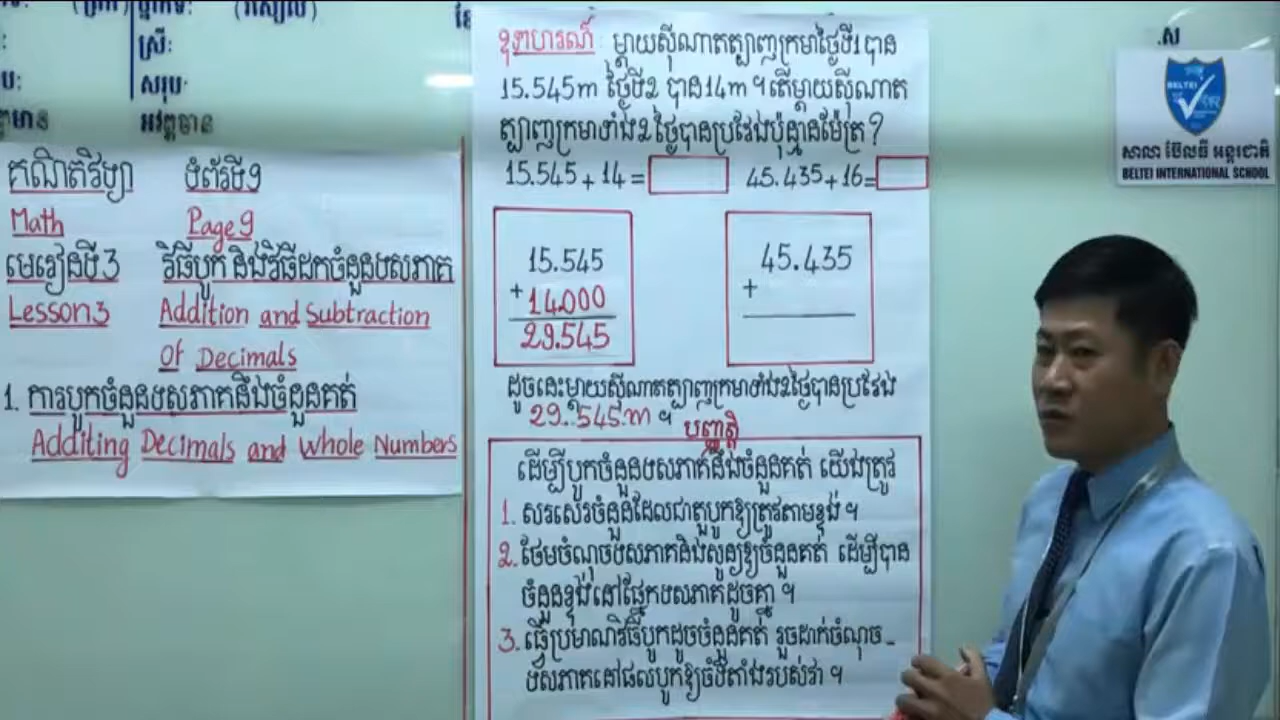 ស្រី:
សរុប:
អវត្តមាន
គណិតវិទ្យា ទំព័រទី9
Math Page 9
មេរៀនទី3 វិធីបូក និងវិធីដកចំនួនទសភាគ
Lesson 3 Addition and Subtraction
Of Decimals
1. ការបូកចំនួនទសភាគនឹងចំនួនគត់
Additing Decimals and Whole Numbers
ឧទាហរណ៍ : ម្តាយស៊ីណាតត្បាញក្រមាថ្ងៃទី1 បាន
15.545m ថ្ងៃទី2 បាន 14m ។ តើម្តាយស៊ីណាត
ត្បាញក្រមាទាំង2 ថ្ងៃបានប្រវែងប៉ុន្មានម៉ែត្រ ?
15.545 + 14 =
45.435 + 16 =
15.545
+ 14.000
29.545
45.435
+
ដូចនេះម្តាយស៊ីណាតត្បាញក្រមាទាំង2ថ្ងៃបានប្រវែង
29.545m ។
បញ្ញត្តិ
ដើម្បីបូកចំនួនទសភាគនឹងចំនួនគត់ យើងត្រូវ
1. សរសេរចំនួនដែលជាតួបូកឱ្យត្រូវតាមខ្ទង់ ។
2. ថែមចំណុចទសភាគនិងសូន្យឱ្យចំនួនគត់ ដើម្បីបាន
ចំនួនខ្ទង់នៅផ្នែកទសភាគដូចគ្នា ។
3. ធ្វើប្រមាណវិធីបូកដូចចំនួនគត់ រួចដាក់ចំណុច-
ទសភាគនៅផលបូកឱ្យចំទីតាំងរបស់វា ។
BELTEI
សាលា ប៊ែលធី អន្តរជាតិ
BELTEI INTERNATIONAL SCHOOL